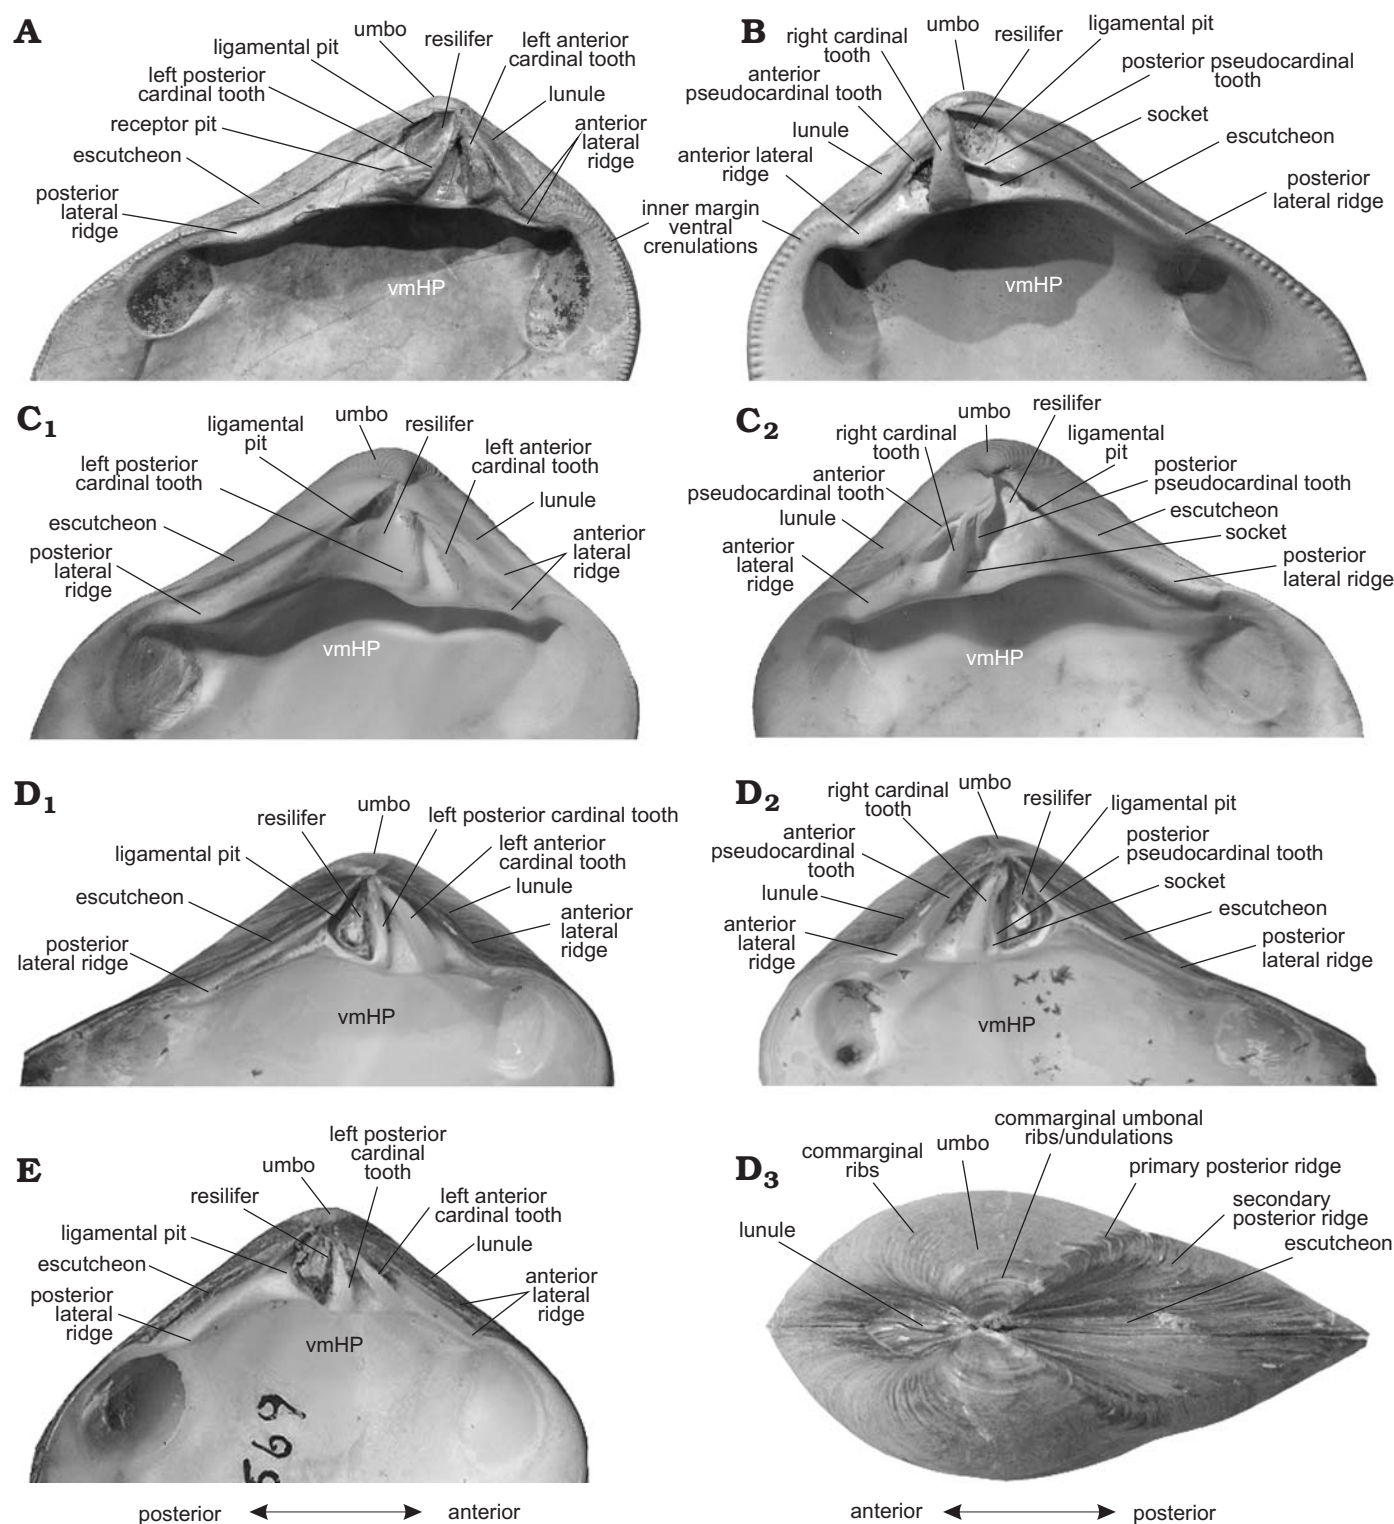 A
umbo
resilifer
left anterior
cardinal tooth
ligamental pit
left posterior
cardinal tooth
lunule
receptor pit
anterior
lateral
ridge
escutcheon
posterior
lateral
ridge
inner margin
ventral
crenulations
vmHP
B
right cardinal
tooth
umbo
resilifer
ligamental pit
anterior
pseudocardinal tooth
posterior pseudocardinal
tooth
socket
lunule
escutcheon
anterior lateral
ridge
posterior
lateral ridge
vmHP
C1
umbo
ligamental
pit
resilifer
left anterior
cardinal tooth
left posterior
cardinal tooth
lunule
escutcheon
anterior
lateral
ridge
posterior
lateral
ridge
vmHP
C2
umbo
resilifer
right cardinal
tooth
ligamental
pit
anterior
pseudocardinal tooth
posterior
pseudocardinal tooth
lunule
escutcheon
socket
anterior
lateral
ridge
posterior
lateral ridge
vmHP
D1
umbo
resilifer
left posterior cardinal tooth
left anterior
cardinal tooth
ligamental pit
lunule
escutcheon
anterior
lateral
ridge
posterior
lateral ridge
vmHP
D2
right cardinal
tooth
umbo
resilifer
ligamental pit
anterior
pseudocardinal
tooth
posterior
pseudocardinal tooth
socket
lunule
escutcheon
anterior
lateral
ridge
posterior
lateral ridge
vmHP
E
left posterior
cardinal
tooth
umbo
resilifer
left anterior
cardinal tooth
ligamental pit
lunule
escutcheon
anterior
lateral
ridge
posterior
lateral
ridge
vmHP
569
posterior
anterior
D3
commarginal umbonal
ribs/undulations
commarginal
ribs
umbo
primary posterior ridge
secondary
posterior ridge
lunule
escutcheon
anterior
posterior